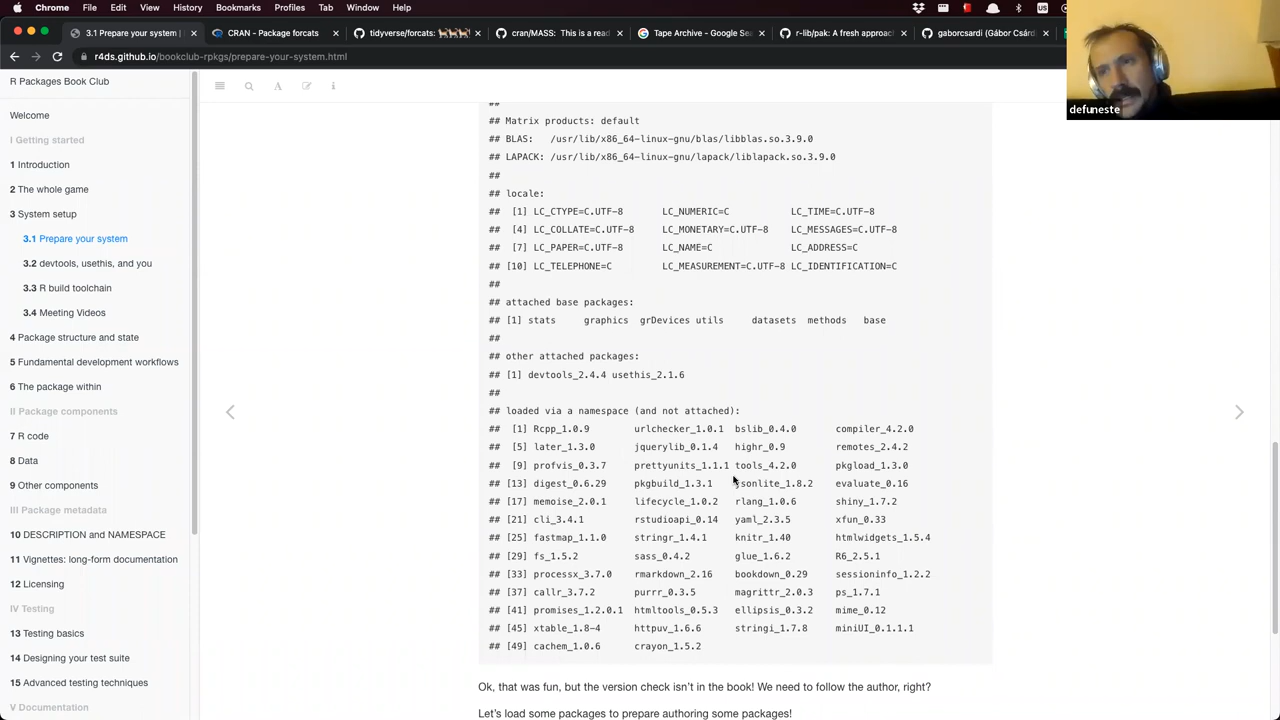 Chrome File Edit View History Bookmarks Profiles Tab Window Help
3.1 Prepare your system | CRAN - Package forcats tidyverse/forcats: cran/MASS: This is a read Tape Archive - Google Sea r-lib/pak: A fresh approach gaborcsardi (Gábor Csárd
r4ds.github.io/bookclub-rpkgs/prepare-your-system.html
defuneste
R Packages Book Club
Welcome
I Getting started
1 Introduction
2 The whole game
3 System setup
3.1 Prepare your system
3.2 devtools, usethis, and you
3.3 R build toolchain
3.4 Meeting Videos
4 Package structure and state
5 Fundamental development workflows
6 The package within
II Package components
7 R code
8 Data
9 Other components
III Package metadata
10 DESCRIPTION and NAMESPACE
11 Vignettes: long-form documentation
12 Licensing
IV Testing
13 Testing basics
14 Designing your test suite
15 Advanced testing techniques
V Documentation
##
## Matrix products: default
## BLAS: /usr/lib/x86_64-linux-gnu/blas/libblas.so.3.9.0
## LAPACK: /usr/lib/x86_64-linux-gnu/lapack/liblapack.so.3.9.0
##
## locale:
## [1] LC_CTYPE=C.UTF-8 LC_NUMERIC=C LC_TIME=C.UTF-8
## [4] LC_COLLATE=C.UTF-8 LC_MONETARY=C.UTF-8 LC_MESSAGES=C.UTF-8
## [7] LC_PAPER=C.UTF-8 LC_NAME=C LC_ADDRESS=C
## [10] LC_TELEPHONE=C LC_MEASUREMENT=C.UTF-8 LC_IDENTIFICATION=C
##
## attached base packages:
## [1] stats graphics grDevices utils datasets methods base
##
## other attached packages:
## [1] devtools_2.4.4 usethis_2.1.6
##
## loaded via a namespace (and not attached):
## [1] Rcpp_1.0.9 urlchecker_1.0.1 bslib_0.4.0 compiler_4.2.0
## [5] later_1.3.0 jquerylib_0.1.4 highr_0.9 remotes_2.4.2
## [9] profvis_0.3.7 prettyunits_1.1.1 tools_4.2.0 pkgload_1.3.0
## [13] digest_0.6.29 pkgbuild_1.3.1 jsonlite_1.8.2 evaluate_0.16
## [17] memoise_2.0.1 lifecycle_1.0.2 rlang_1.0.6 shiny_1.7.2
## [21] cli_3.4.1 rstudioapi_0.14 yaml_2.3.5 xfun_0.33
## [25] fastmap_1.1.0 stringr_1.4.1 knitr_1.40 htmlwidgets_1.5.4
## [29] fs_1.5.2 sass_0.4.2 glue_1.6.2 R6_2.5.1
## [33] processx_3.7.0 rmarkdown_2.16 bookdown_0.29 sessioninfo_1.2.2
## [37] callr_3.7.2 purrr_0.3.5 magrittr_2.0.3 ps_1.7.1
## [41] promises_1.2.0.1 htmltools_0.5.3 ellipsis_0.3.2 mime_0.12
## [45] xtable_1.8-4 httpuv_1.6.6 stringi_1.7.8 miniUI_0.1.1.1
## [49] cachem_1.0.6 crayon_1.5.2
Ok, that was fun, but the version check isn't in the book! We need to follow the author, right?
Let's load some packages to prepare authoring some packages!